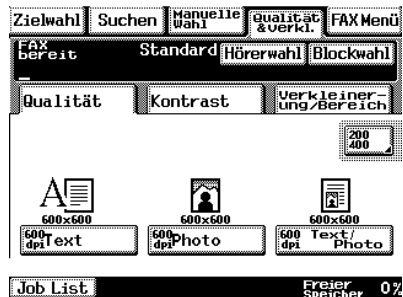 Zielwahl Suchen Manuelle Wahl Qualität &verkl. FAX Menü
FAX bereit Standard Hörerwahl Blockwahl
Qualität Kontrast Verkleiner-ung/Bereich
200
400
A
600x600 600x600 600x600
600 dpi Text 600 dpi Photo 600 dpi Text/ Photo
Job List Freier Speicher 0%